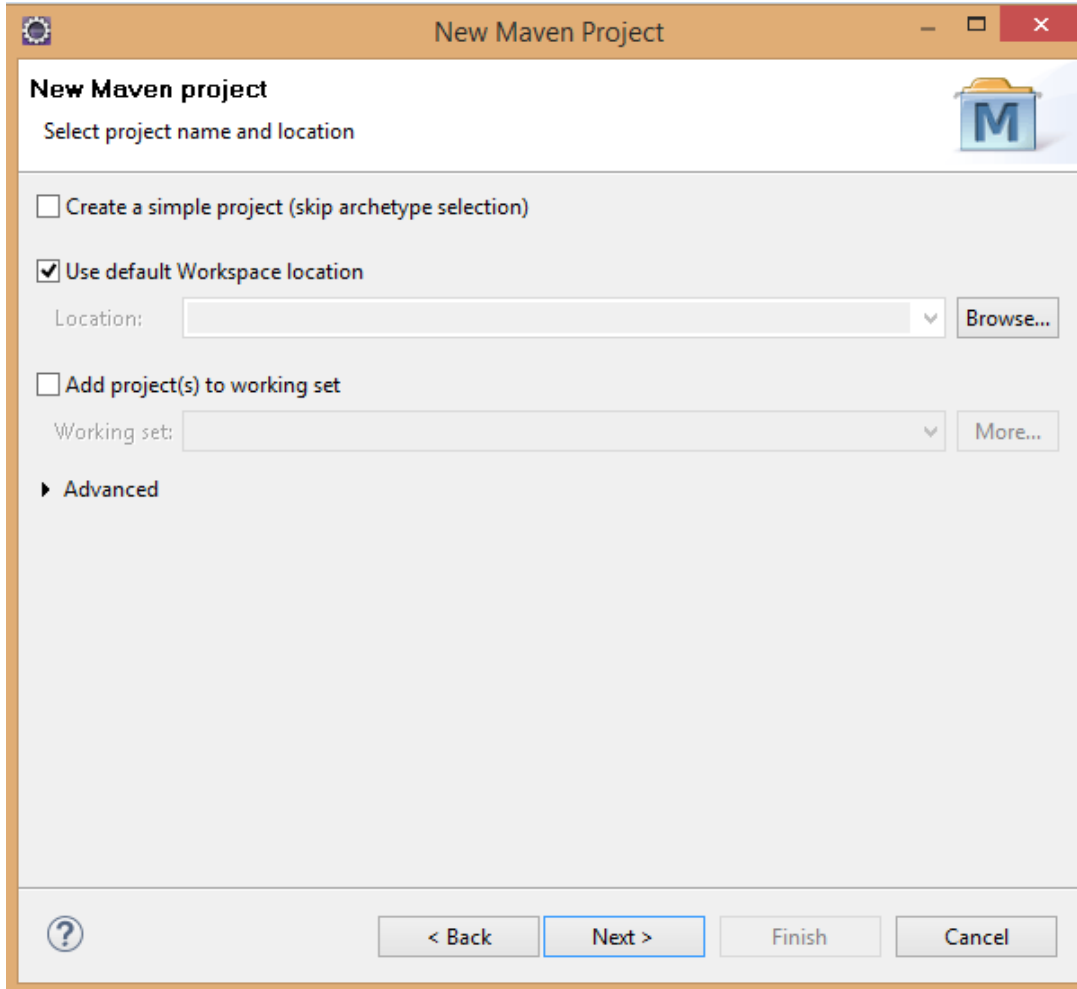 New Maven Project
New Maven project
Select project name and location
M
Create a simple project (skip archetype selection)
Use default Workspace location
Location:
Browse...
Add project(s) to working set
Working set:
More...
Advanced
?
< Back
Next >
Finish
Cancel